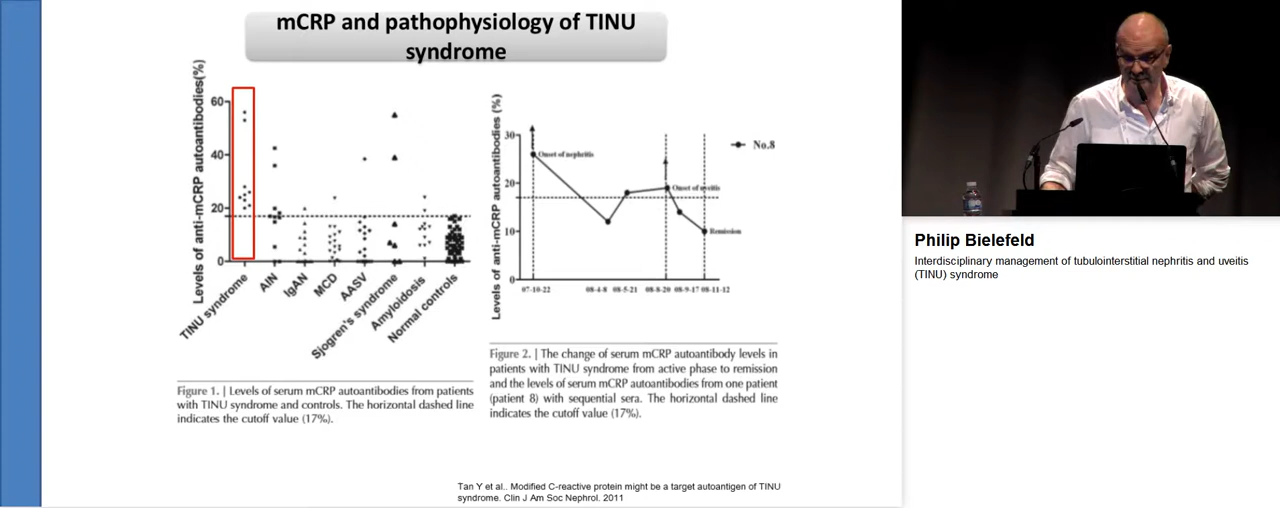 mCRP and pathophysiology of TINU
syndrome
Levels of anti-mCRP autoantibodies(%)
60
40
20
0
TINU syndrome
AIN
IgAN
MCD
AASV
Sjogren's syndrome
Amyloidosis
Normal controls
Levels of anti-mCRP autoantibodies (%)
30
20
10
0
Onset of nephritis
Onset of uveitis
Remission
No.8
07-10-22
08-4-8
08-5-21
08-8-20
08-9-17
08-11-12
Figure 1. | Levels of serum mCRP autoantibodies from patients
with TINU syndrome and controls. The horizontal dashed line
indicates the cutoff value (17%).
Figure 2. | The change of serum mCRP autoantibody levels in
patients with TINU syndrome from active phase to remission
and the levels of serum mCRP autoantibodies from one patient
(patient 8) with sequential sera. The horizontal dashed line
indicates the cutoff value (17%).
Tan Y et al.. Modified C-reactive protein might be a target autoantigen of TINU
syndrome. Clin J Am Soc Nephrol. 2011
Philip Bielefeld
Interdisciplinary management of tubulointerstitial nephritis and uveitis
(TINU) syndrome